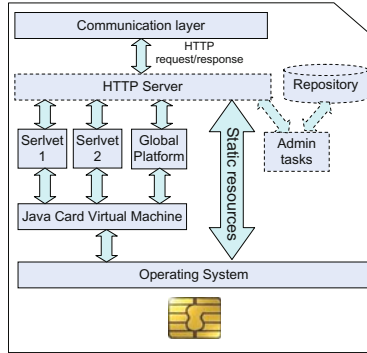 Communication layer
HTTP
request/response
HTTP Server
Repository
Serlvet
1
Serlvet
2
Global
Platform
Static resources
Admin
tasks
Java Card Virtual Machine
Operating System